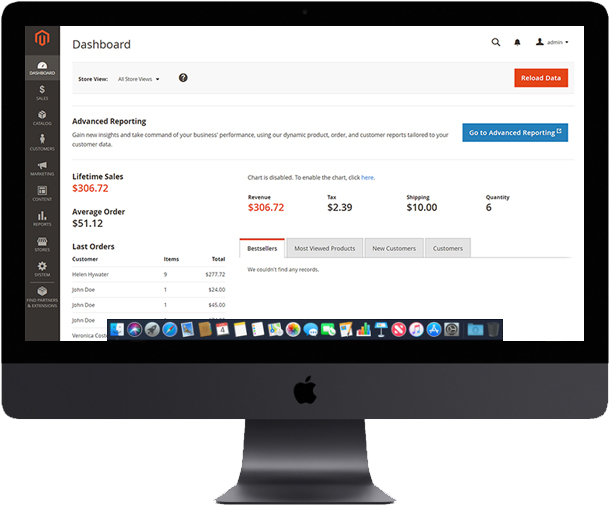 Dashboard
admin
Store View: All Store Views
?
Reload Data
Advanced Reporting
Gain new insights and take command of your business' performance, using our dynamic product, order, and customer reports tailored to your
customer data.
Go to Advanced Reporting
DASHBOARD
SALES
CATALOG
CUSTOMERS
MARKETING
CONTENT
REPORTS
STORES
SYSTEM
FIND PARTNERS
& EXTENSIONS
Lifetime Sales
$306.72
Average Order
$51.12
Chart is disabled. To enable the chart, click here.
Revenue Tax Shipping Quantity
$306.72 $2.39 $10.00 6
Bestsellers Most Viewed Products New Customers Customers
We couldn't find any records.
Last Orders
Customer Items Total
Helen Hywater 9 $277.72
John Doe 1 $24.00
John Doe 1 $45.00
John Doe
Veronica
4